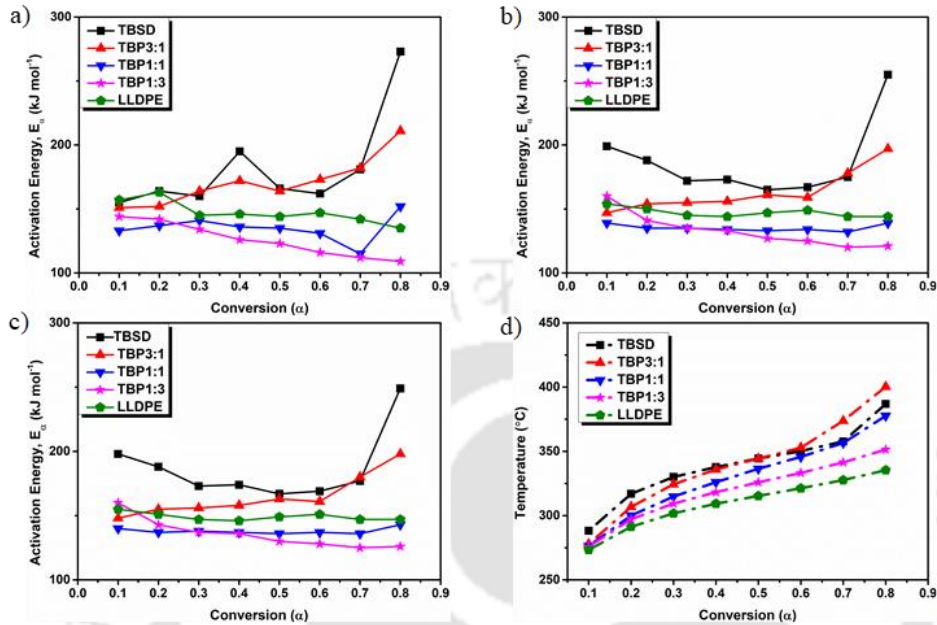 a)
300
200
100
0.0 0.1 0.2 0.3 0.4 0.5 0.6 0.7 0.8 0.9
Activation Energy, Eα (kJ mol⁻¹)
Conversion (α)
TBSD
TBP3:1
TBP1:1
TBP1:3
LLDPE
b)
300
200
100
0.0 0.1 0.2 0.3 0.4 0.5 0.6 0.7 0.8 0.9
Activation Energy, Eα (kJ mol⁻¹)
Conversion (α)
TBSD
TBP3:1
TBP1:1
TBP1:3
LLDPE
c)
300
200
100
0.0 0.1 0.2 0.3 0.4 0.5 0.6 0.7 0.8 0.9
Activation Energy, Eα (kJ mol⁻¹)
Conversion (α)
TBSD
TBP3:1
TBP1:1
TBP1:3
LLDPE
d)
450
400
350
300
250
0.1 0.2 0.3 0.4 0.5 0.6 0.7 0.8 0.9
Temperature (°C)
Conversion (α)
TBSD
TBP3:1
TBP1:1
TBP1:3
LLDPE